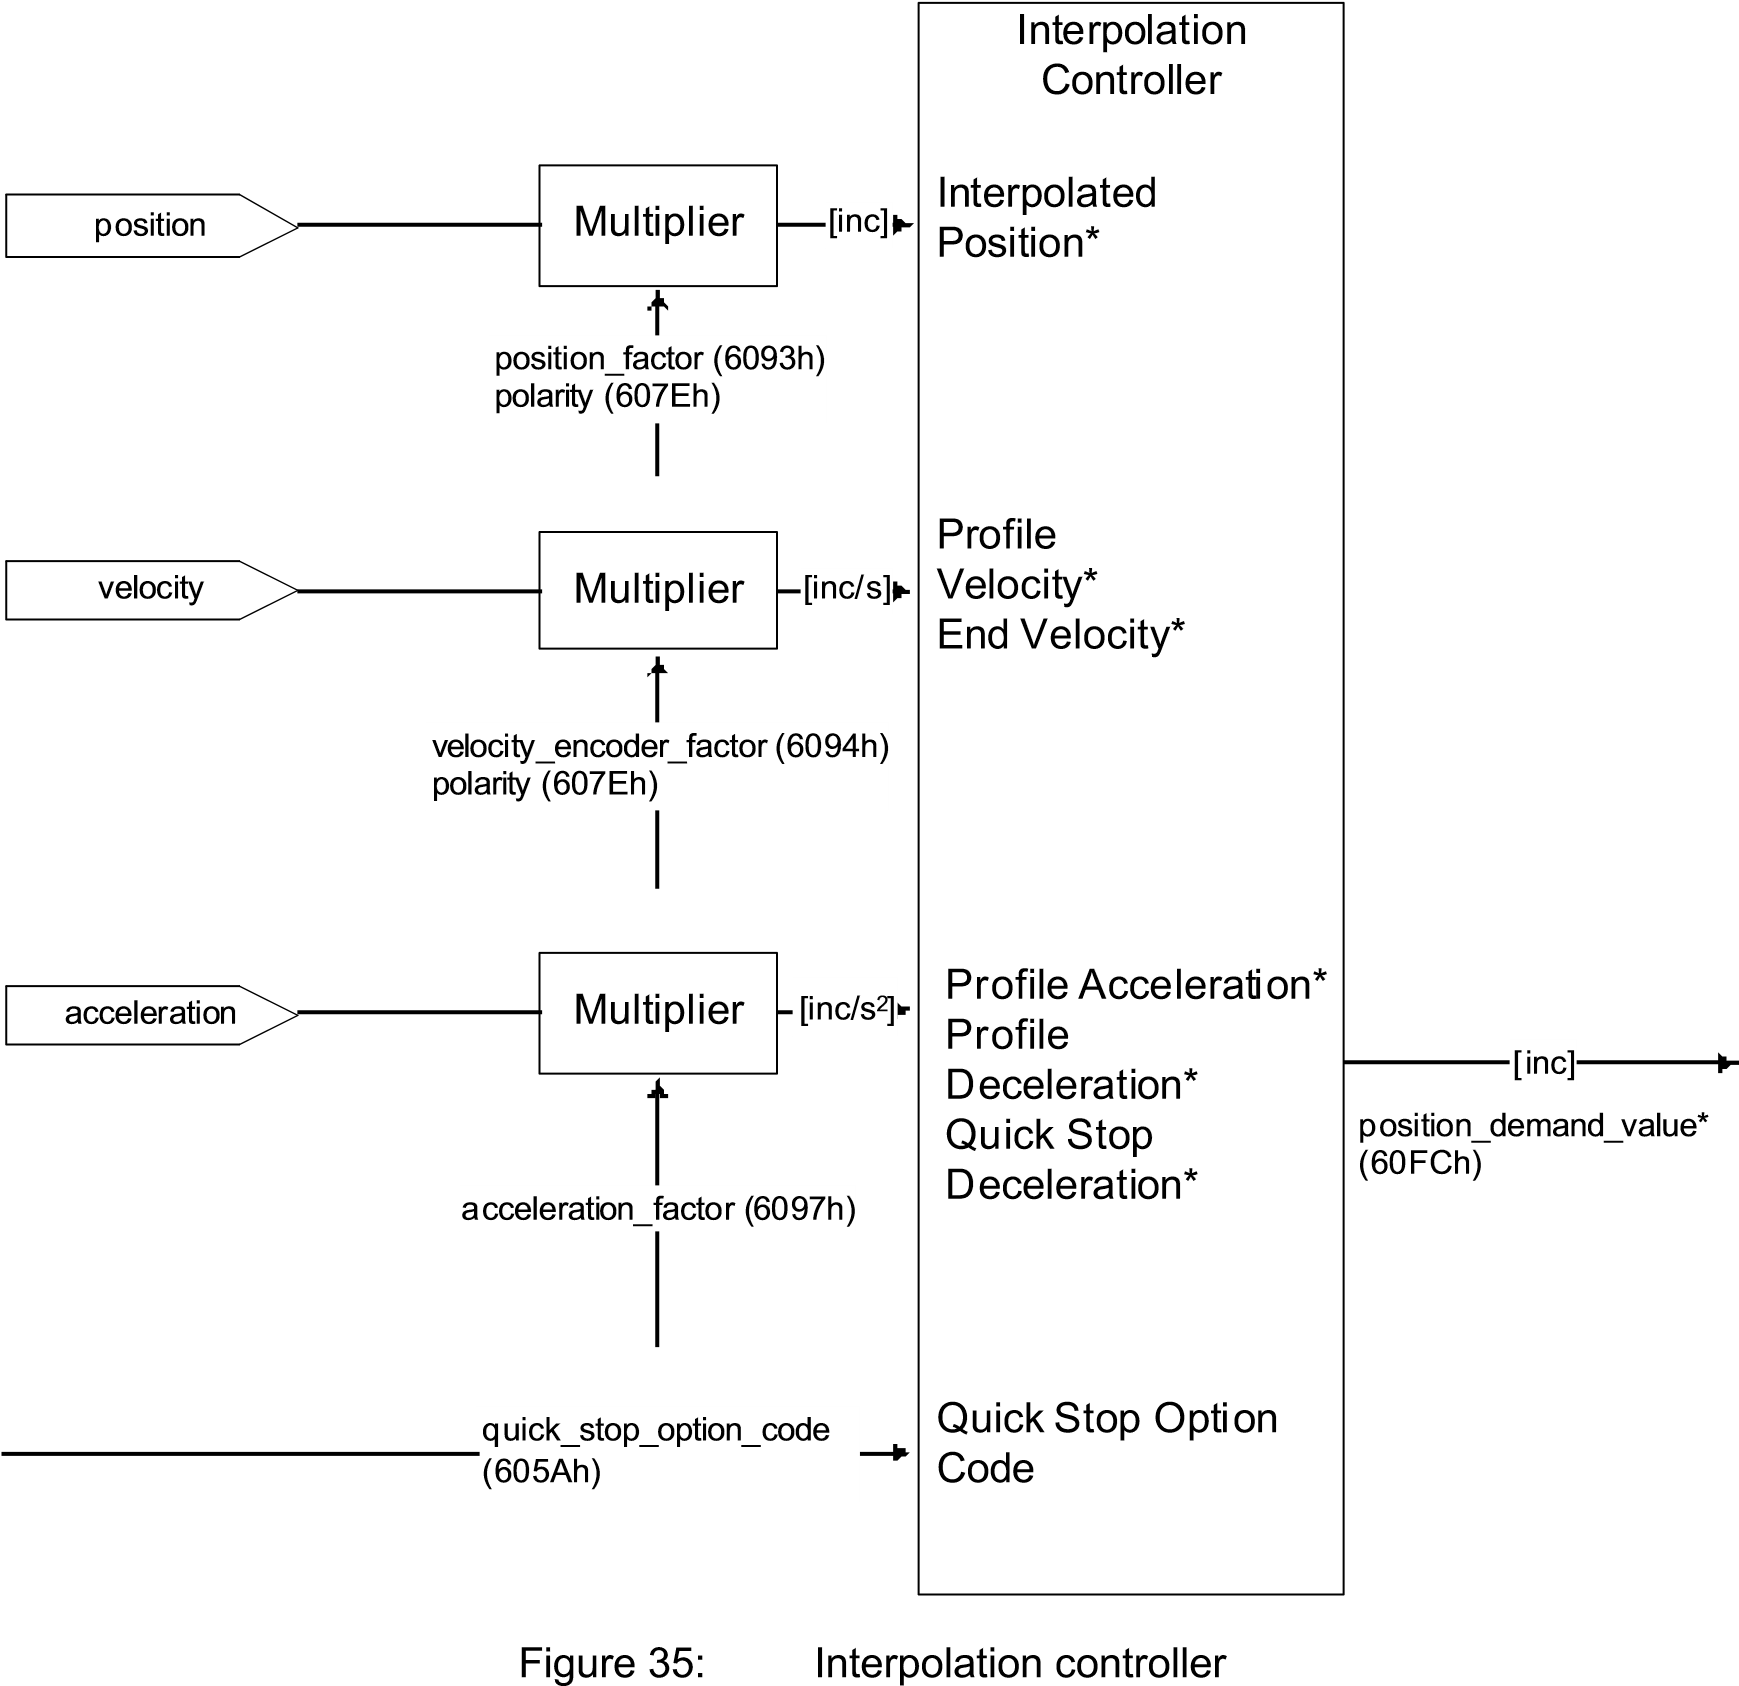 Interpolation
Controller
position
Multiplier
[inc]
Interpolated
Position*
position_factor (6093h)
polarity (607Eh)
velocity
Multiplier
[inc/s]
Profile
Velocity*
End Velocity*
velocity_encoder_factor (6094h)
polarity (607Eh)
acceleration
Multiplier
[inc/s²]
Profile Acceleration*
Profile
Deceleration*
Quick Stop
Deceleration*
[inc]
position_demand_value*
(60FCh)
acceleration_factor (6097h)
quick_stop_option_code
(605Ah)
Quick Stop Option
Code
Figure 35: Interpolation controller